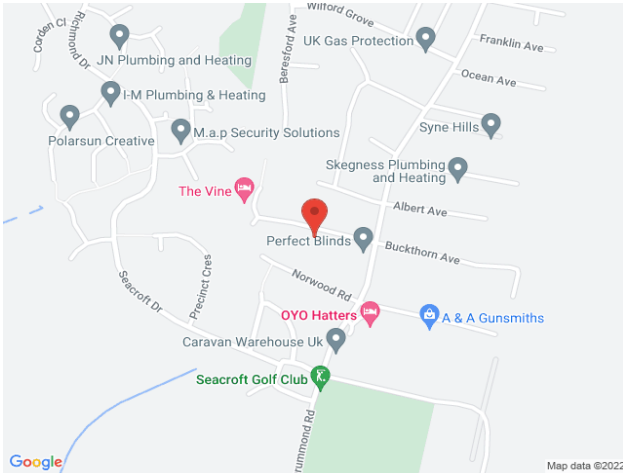 Wilford Grove
Corden Cl
Richmond Dr
JN Plumbing and Heating
Beresford Ave
UK Gas Protection
Franklin Ave
Ocean Ave
I-M Plumbing & Heating
Polarsun Creative
M.a.p Security Solutions
Syne Hills
Skegness Plumbing
and Heating
The Vine
Albert Ave
Perfect Blinds
Buckthorn Ave
Seacroft Dr
Precinct Cres
Norwood Rd
OYO Hatters
A & A Gunsmiths
Caravan Warehouse Uk
Seacroft Golf Club
rummond Rd
Google
Map data ©2022